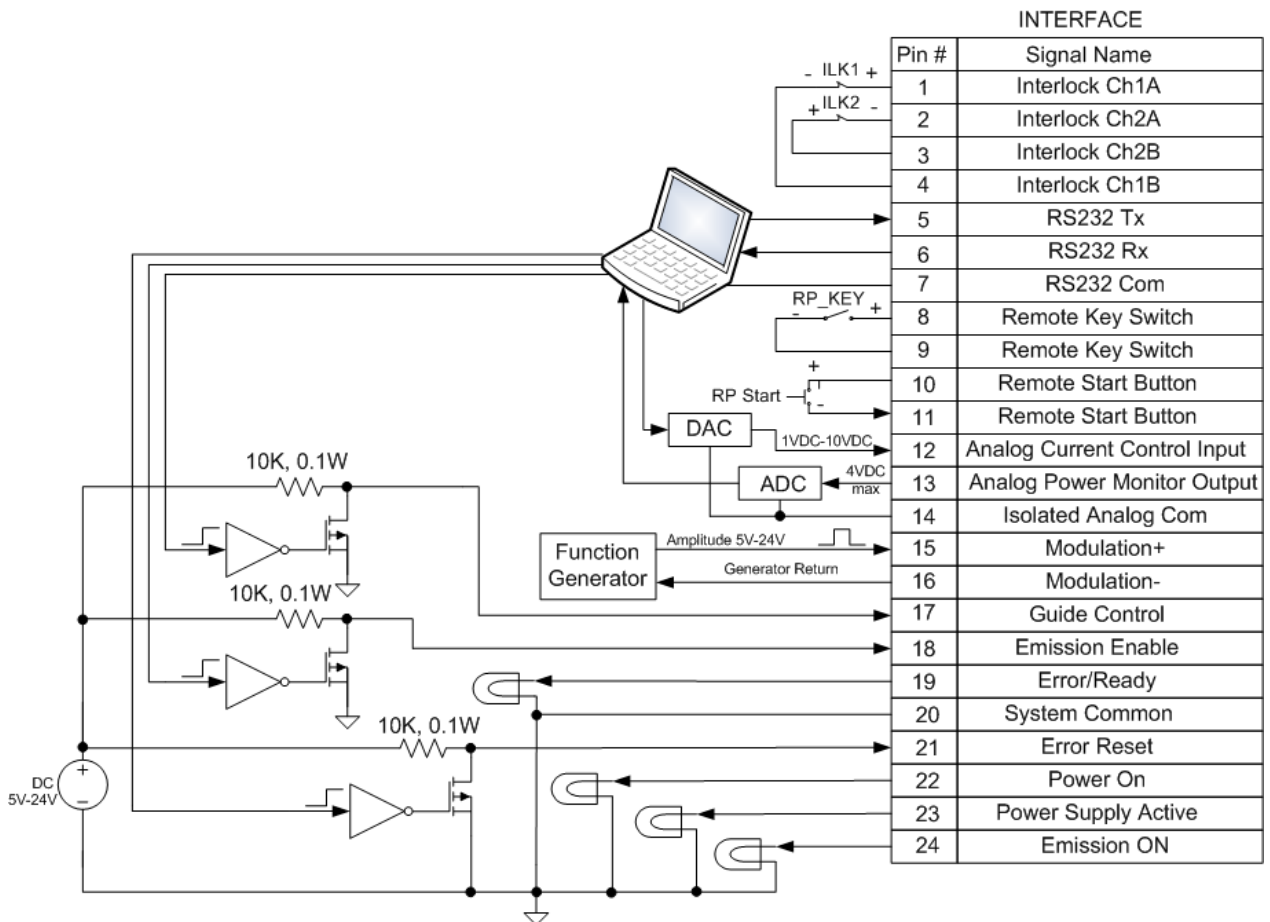 INTERFACE
Pin # Signal Name
- ILK1 + 1 Interlock Ch1A
+ ILK2 - 2 Interlock Ch2A
3 Interlock Ch2B
4 Interlock Ch1B
5 RS232 Tx
6 RS232 Rx
7 RS232 Com
RP_KEY
- + 8 Remote Key Switch
9 Remote Key Switch
+
10 Remote Start Button
RP Start
- 11 Remote Start Button
DAC 1VDC-10VDC 12 Analog Current Control Input
10K, 0.1W
ADC 4VDC max 13 Analog Power Monitor Output
14 Isolated Analog Com
Function Generator
Amplitude 5V-24V 15 Modulation+
Generator Return 16 Modulation-
10K, 0.1W
17 Guide Control
18 Emission Enable
19 Error/Ready
20 System Common
10K, 0.1W
21 Error Reset
+
DC
5V-24V
-
22 Power On
23 Power Supply Active
24 Emission ON